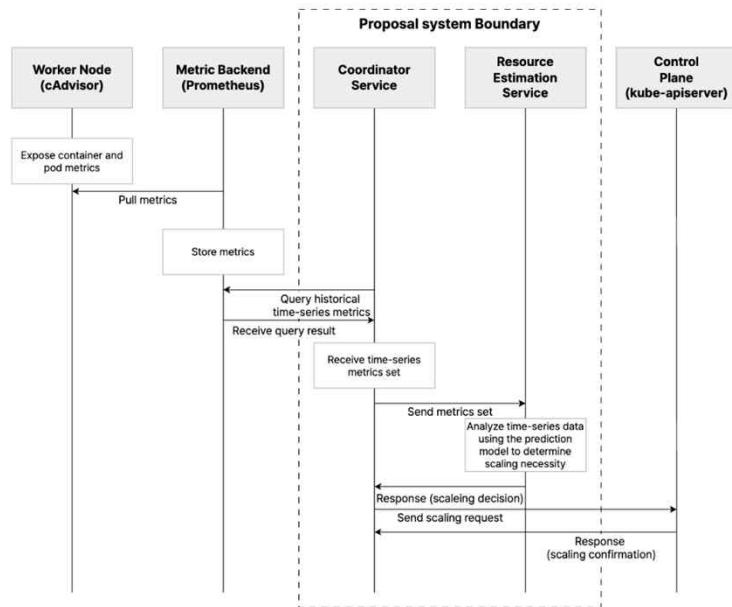 Proposal system Boundary
Worker Node
(cAdvisor)
Metric Backend
(Prometheus)
Coordinator
Service
Resource
Estimation
Service
Control
Plane
(kube-apiserver)
Expose container and
pod metrics
Pull metrics
Store metrics
Query historical
time-series metrics
Receive query result
Receive time-series
metrics set
Send metrics set
Analyze time-series data
using the prediction
model to determine
scaling necessity
Response (scaleing decision)
Send scaling request
Response
(scaling confirmation)